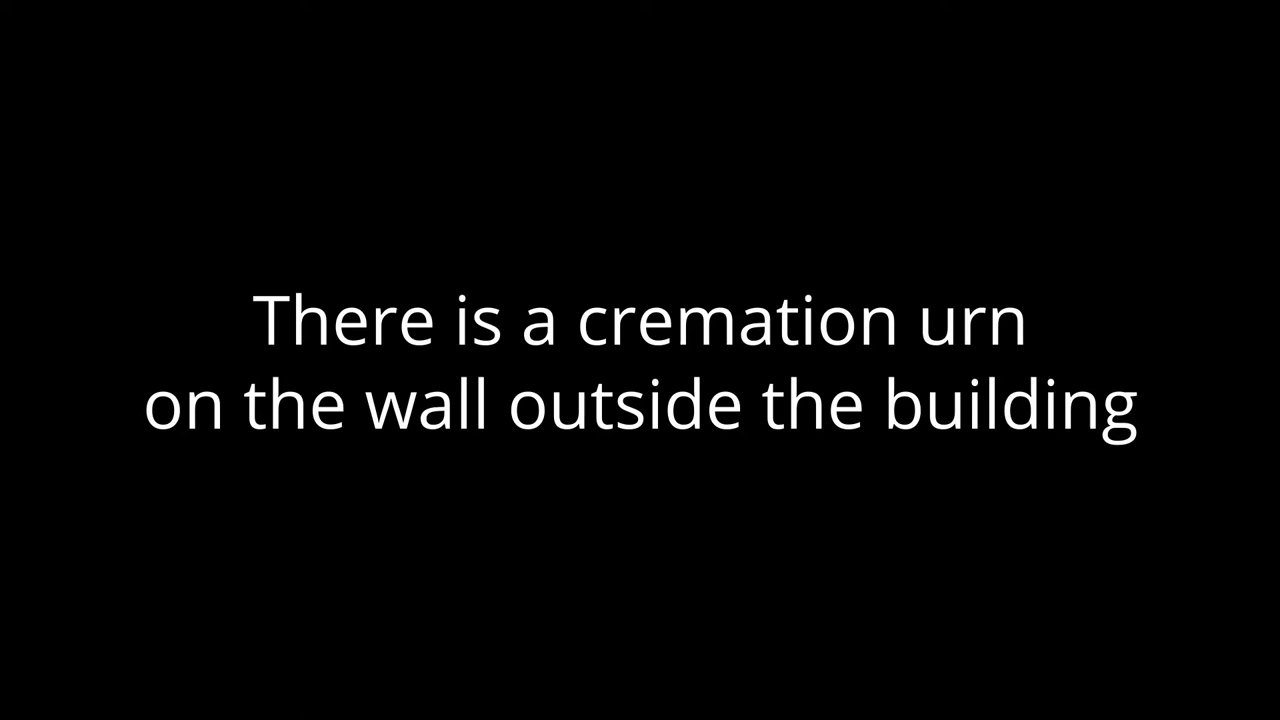 There is a cremation urn
on the wall outside the building